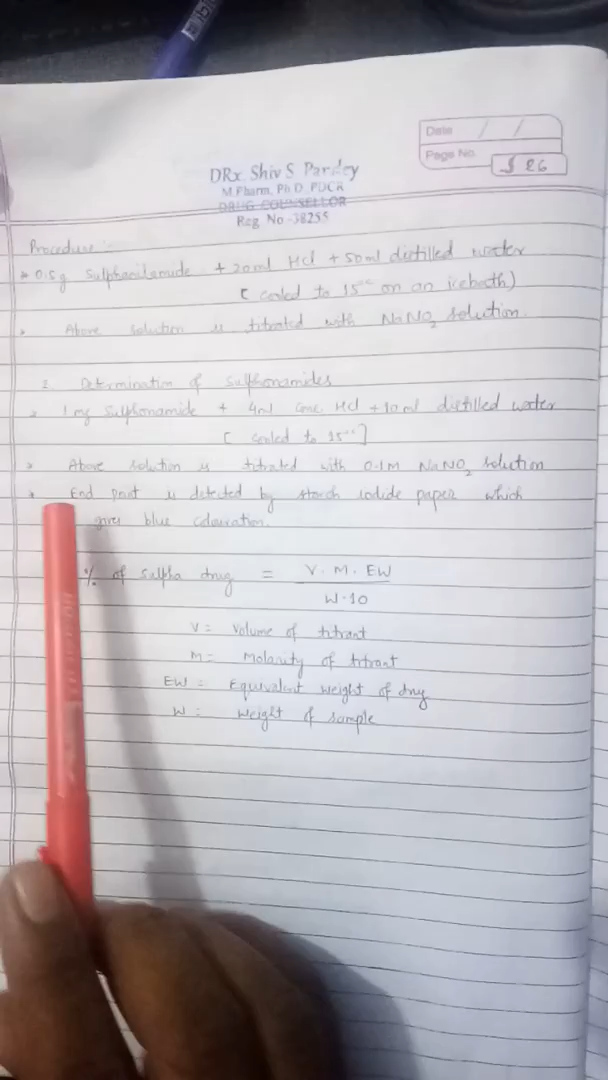 Date / /
Page No.
S 26
DRx. Shiv S Pandey
M.Pharm, Ph.D, PDCR
DRUG COUNSELLOR
Reg No -38255
Procedure :-
* 0.5g Sulphanilamide + 20ml HCl + 50ml distilled water
[ cooled to 15°C on an icebath)
* Above solution is titrated with NaNO2 solution.
2. Determination of sulphonamides
* 1mg Sulphonamide + 4ml conc. HCl + 10ml distilled water
[ cooled to 15°C ]
* Above solution is titrated with 0.1M NaNO2 solution
* End point is detected by starch iodide paper which
gives blue colouration.
% of sulpha drug = V. M. EW
W.10
V = Volume of titrant
M = Molarity of titrant
EW = Equivalent weight of drug
W = Weight of sample